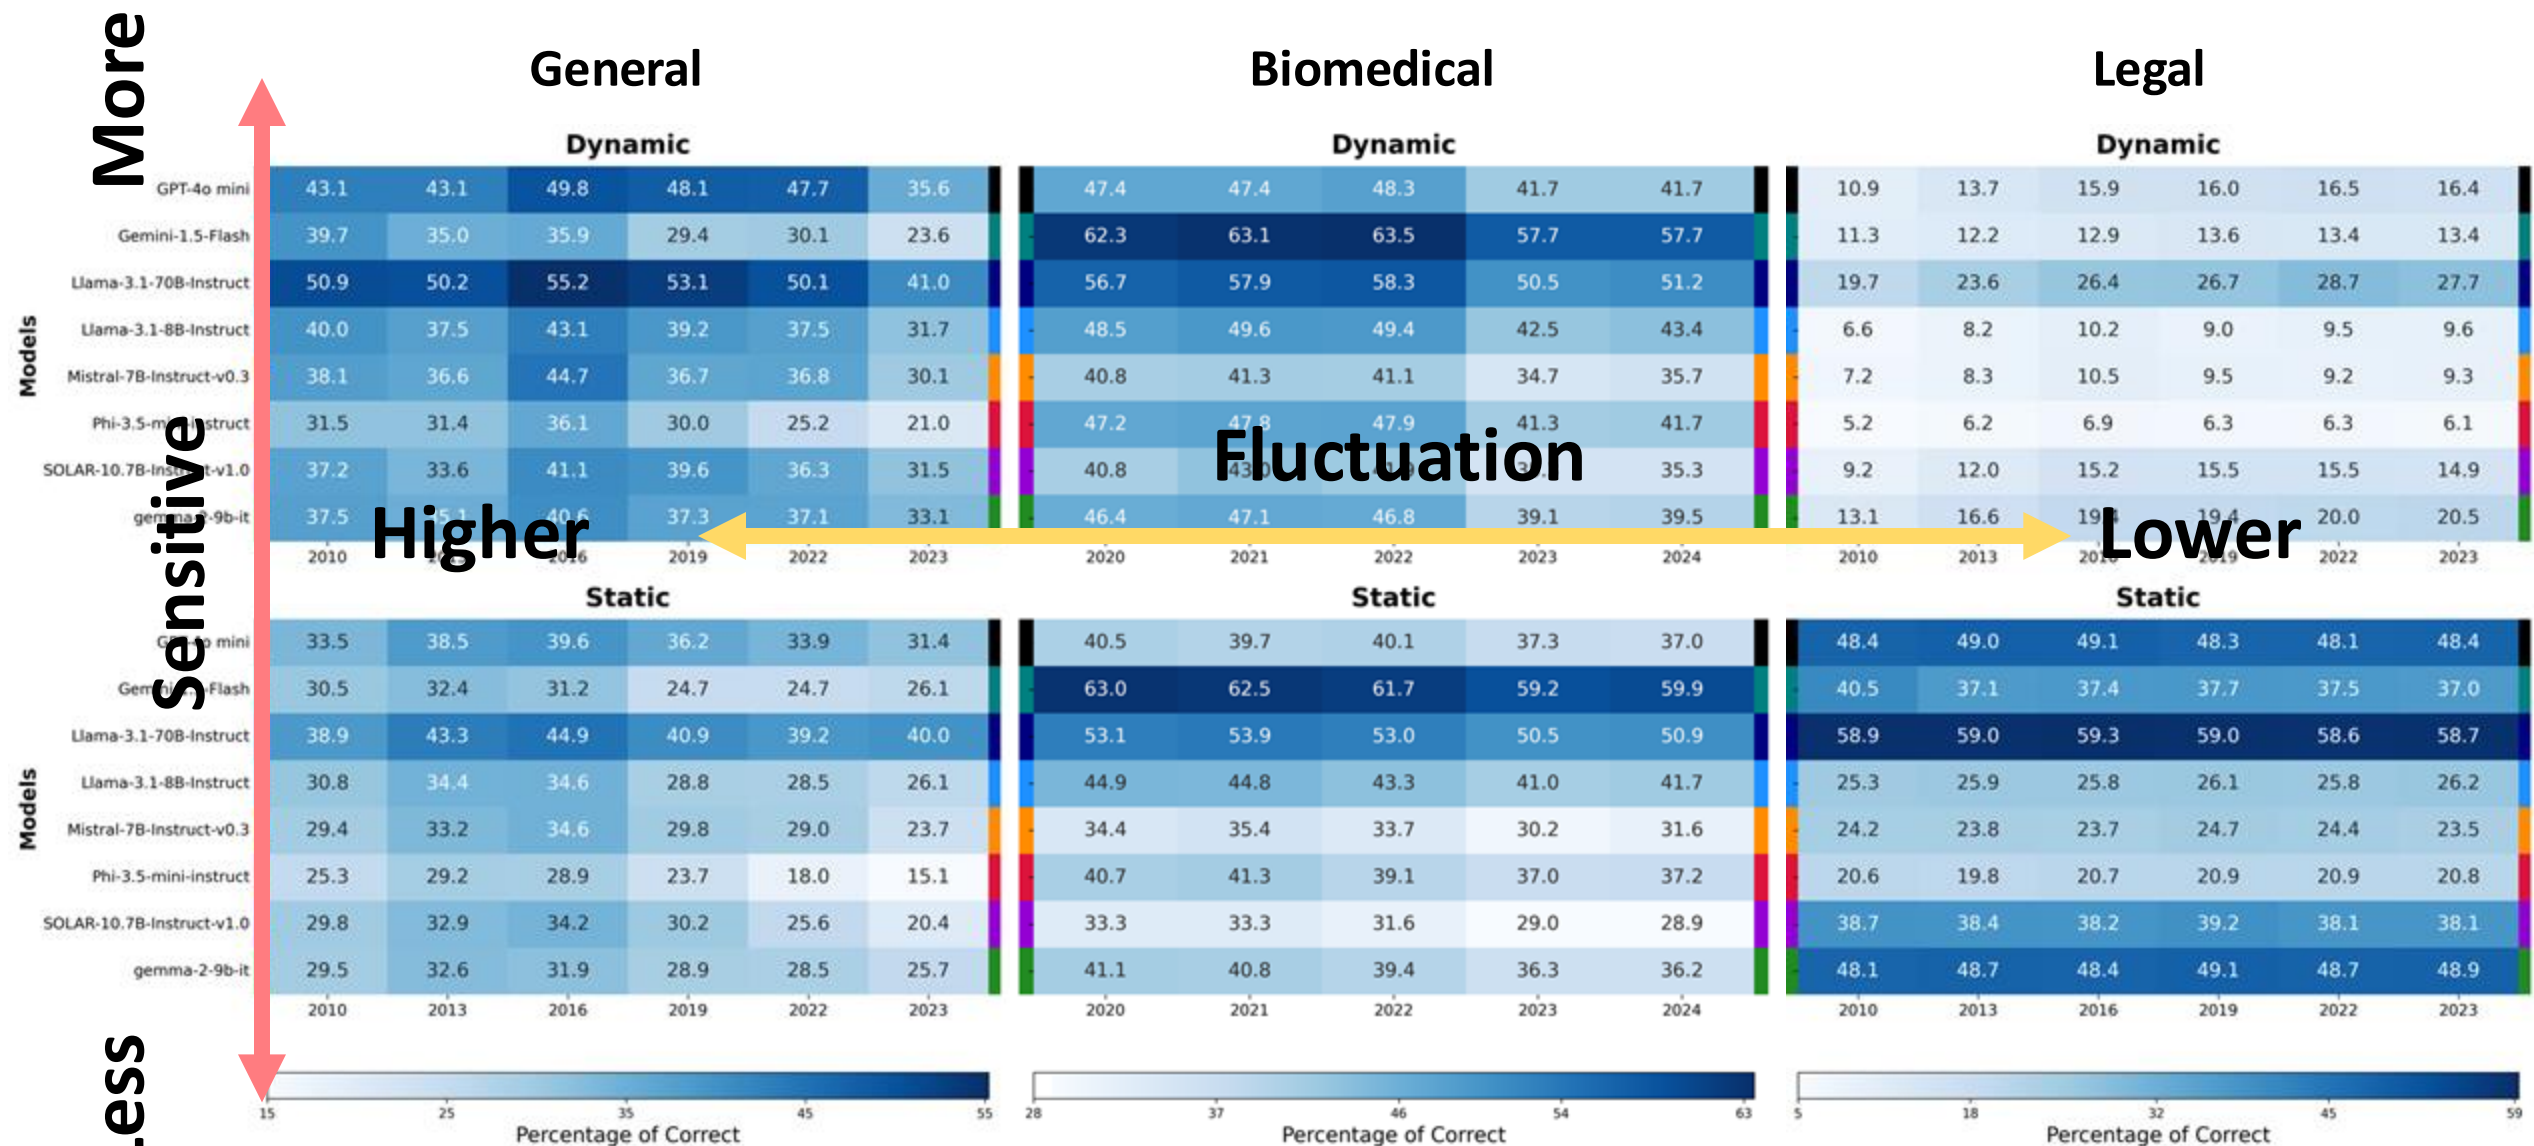 More
Sensitive
General Biomedical Legal
Dynamic Dynamic Dynamic
Models
GPT-4o mini 43.1 43.1 49.8 48.1 47.7 35.6 47.4 47.4 48.3 41.7 41.7 10.9 13.7 15.9 16.0 16.5 16.4
Gemini-1.5-Flash 39.7 35.0 35.9 29.4 30.1 23.6 62.3 63.1 63.5 57.7 57.7 11.3 12.2 12.9 13.6 13.4 13.4
Llama-3.1-70B-Instruct 50.9 50.2 55.2 53.1 50.1 41.0 56.7 57.9 58.3 50.5 51.2 19.7 23.6 26.4 26.7 28.7 27.7
Llama-3.1-8B-Instruct 40.0 37.5 43.1 39.2 37.5 31.7 48.5 49.6 49.4 42.5 43.4 6.6 8.2 10.2 9.0 9.5 9.6
Mistral-7B-Instruct-v0.3 38.1 36.6 44.7 36.7 36.8 30.1 40.8 41.3 41.1 34.7 35.7 7.2 8.3 10.5 9.5 9.2 9.3
Phi-3.5-mini-instruct 31.5 31.4 36.1 30.0 25.2 21.0 47.2 47.8 47.9 41.3 41.7 5.2 6.2 6.9 6.3 6.3 6.1
Fluctuation
SOLAR-10.7B-Instruct-v1.0 37.2 33.6 41.1 39.6 36.3 31.5 40.8 35.3 9.2 12.0 15.2 15.5 15.5 14.9
gemma-2-9b-it 37.5 40.6 37.3 37.1 33.1 46.4 47.1 46.8 39.1 39.5 13.1 16.6 19.4 20.0 20.5
Higher Lower
2010 2013 2016 2019 2022 2023 2020 2021 2022 2023 2024 2010 2013 2016 2019 2022 2023
Static Static Static
Models
GPT-4o mini 33.5 38.5 39.6 36.2 33.9 31.4 40.5 39.7 40.1 37.3 37.0 48.4 49.0 49.1 48.3 48.1 48.4
Gemini-1.5-Flash 30.5 32.4 31.2 24.7 24.7 26.1 63.0 62.5 61.7 59.2 59.9 40.5 37.1 37.4 37.7 37.5 37.0
Llama-3.1-70B-Instruct 38.9 43.3 44.9 40.9 39.2 40.0 53.1 53.9 53.0 50.5 50.9 58.9 59.0 59.3 59.0 58.6 58.7
Llama-3.1-8B-Instruct 30.8 34.4 34.6 28.8 28.5 26.1 44.9 44.8 43.3 41.0 41.7 25.3 25.9 25.8 26.1 25.8 26.2
Mistral-7B-Instruct-v0.3 29.4 33.2 34.6 29.8 29.0 23.7 34.4 35.4 33.7 30.2 31.6 24.2 23.8 23.7 24.7 24.4 23.5
Phi-3.5-mini-instruct 25.3 29.2 28.9 23.7 18.0 15.1 40.7 41.3 39.1 37.0 37.2 20.6 19.8 20.7 20.9 20.9 20.8
SOLAR-10.7B-Instruct-v1.0 29.8 32.9 34.2 30.2 25.6 20.4 33.3 33.3 31.6 29.0 28.9 38.7 38.4 38.2 39.2 38.1 38.1
gemma-2-9b-it 29.5 32.6 31.9 28.9 28.5 25.7 41.1 40.8 39.4 36.3 36.2 48.1 48.7 48.4 49.1 48.7 48.9
2010 2013 2016 2019 2022 2023 2020 2021 2022 2023 2024 2010 2013 2016 2019 2022 2023
15 25 35 45 55 28 37 46 54 63 5 18 32 45 59
Percentage of Correct Percentage of Correct Percentage of Correct